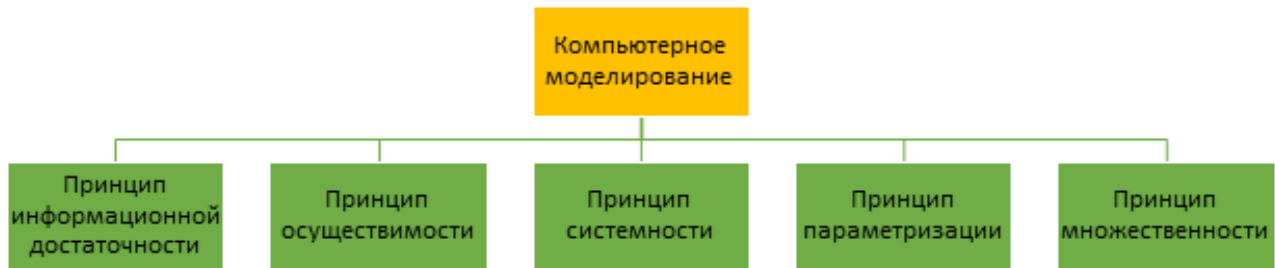 Компьютерное
моделирование
Принцип
информационной
достаточности
Принцип
осуществимости
Принцип
системности
Принцип
параметризации
Принцип
множественности